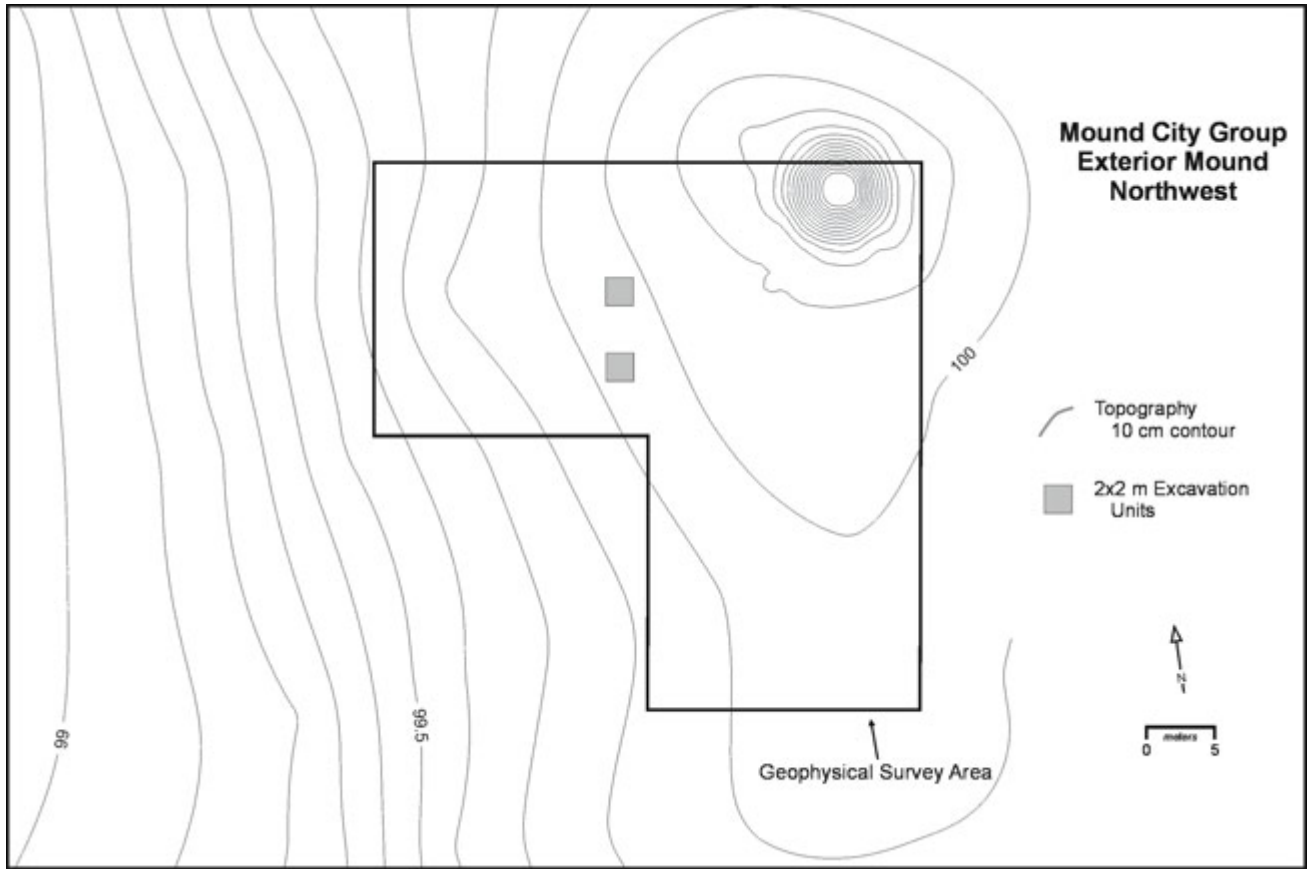 Mound City Group
Exterior Mound
Northwest
100
Topography
10 cm contour
2x2 m Excavation
Units
N
meters
0 5
99
99.5
Geophysical Survey Area